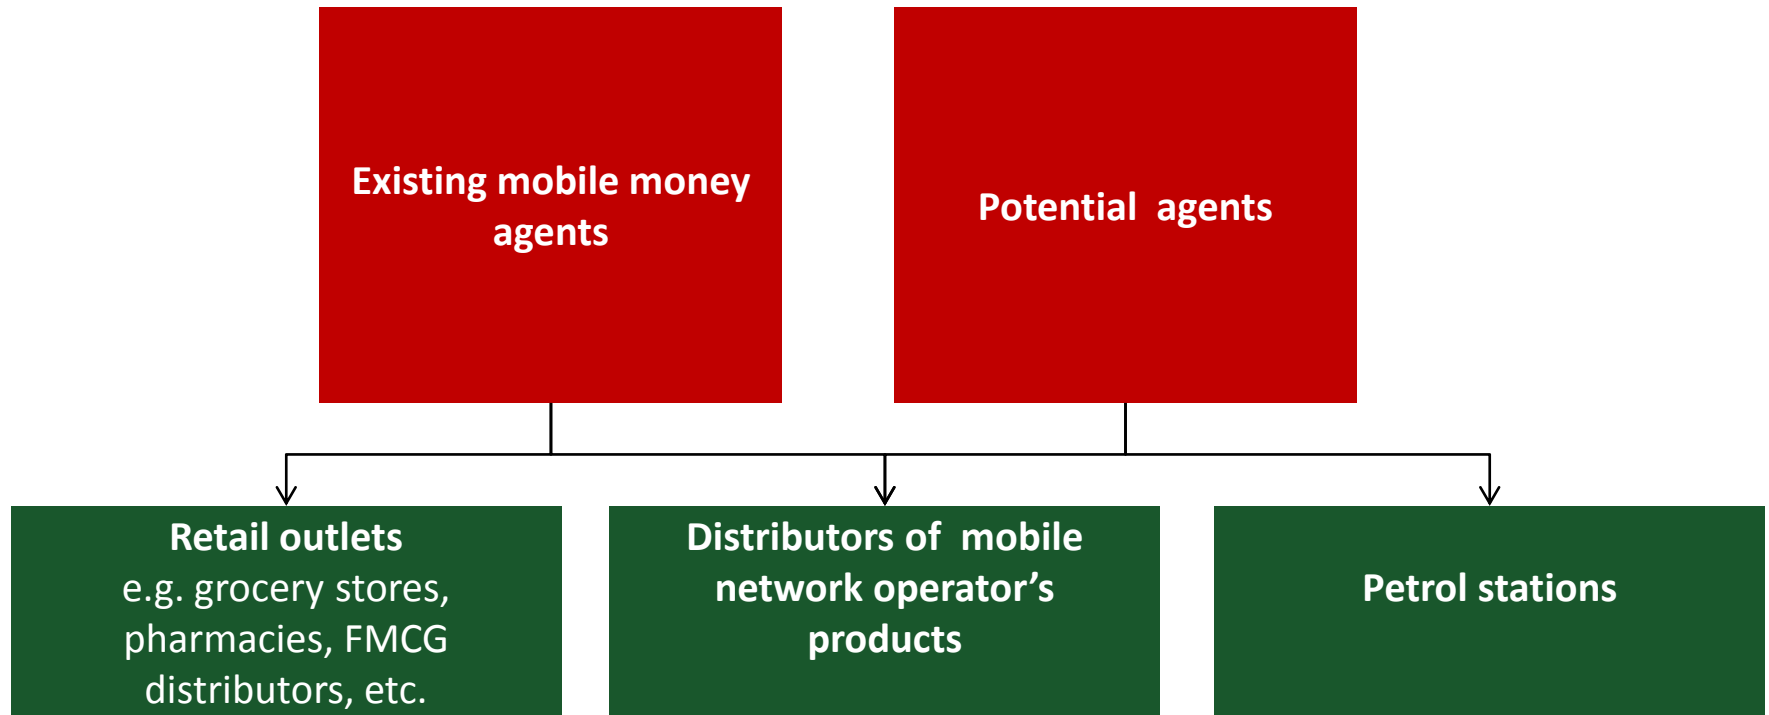 Existing mobile money
agents
Potential  agents
Retail outlets
e.g. grocery stores,
pharmacies, FMCG
distributors, etc.
Distributors of  mobile
network operator’s
products
Petrol stations